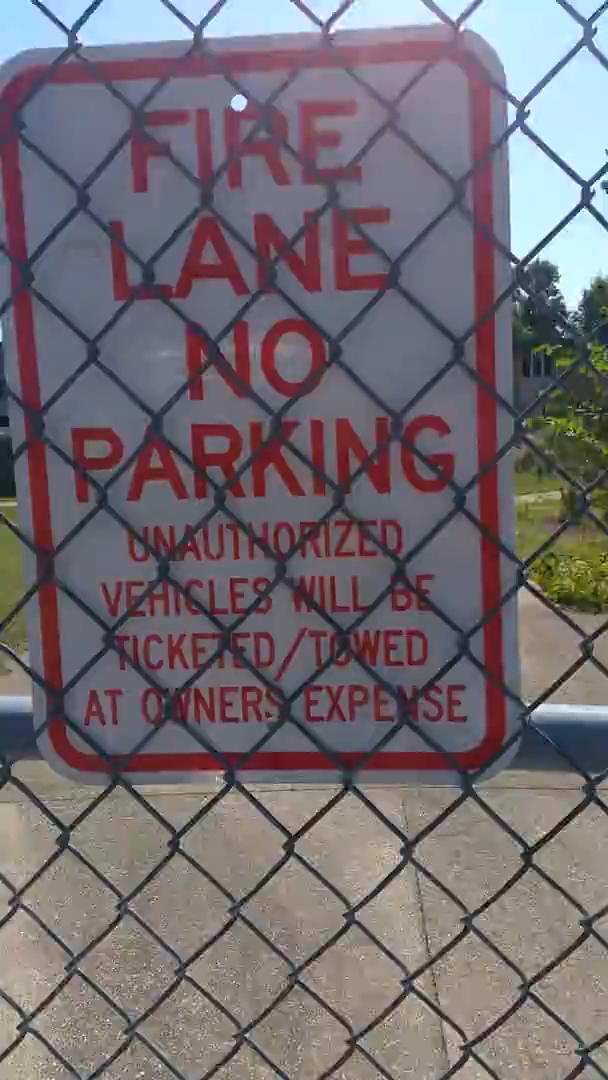 FIRE
LANE
NO
PARKING
UNAUTHORIZED
VEHICLES WILL BE
TICKETED/TOWED
AT OWNERS EXPENSE